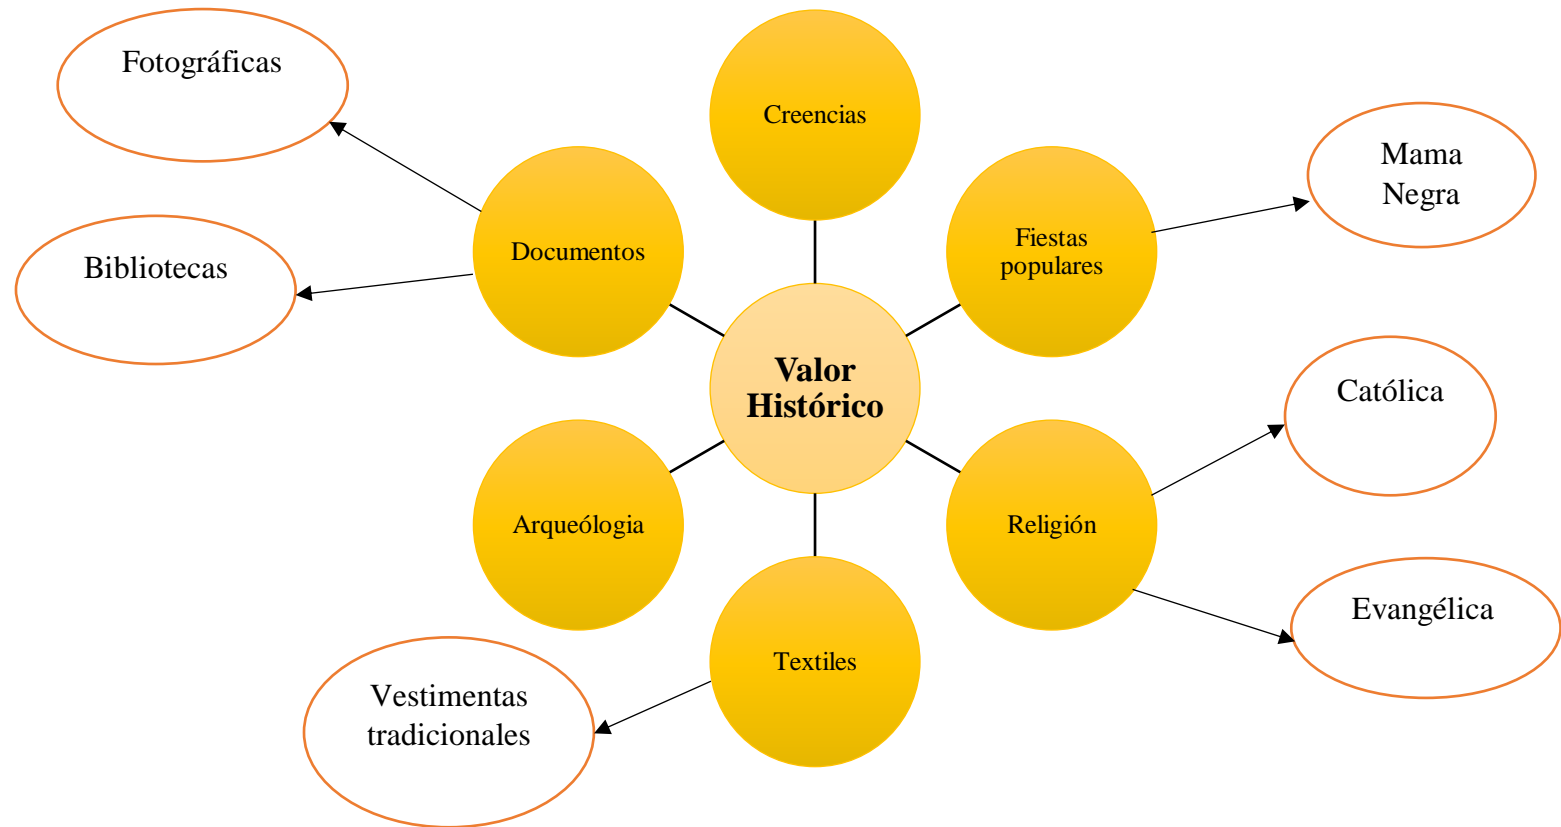 Fotográficas
Creencias
Mama
Negra
Documentos
Fiestas
populares
Bibliotecas
Valor
Histórico
Católica
Arqueólogia
Religión
Evangélica
Textiles
Vestimentas
tradicionales